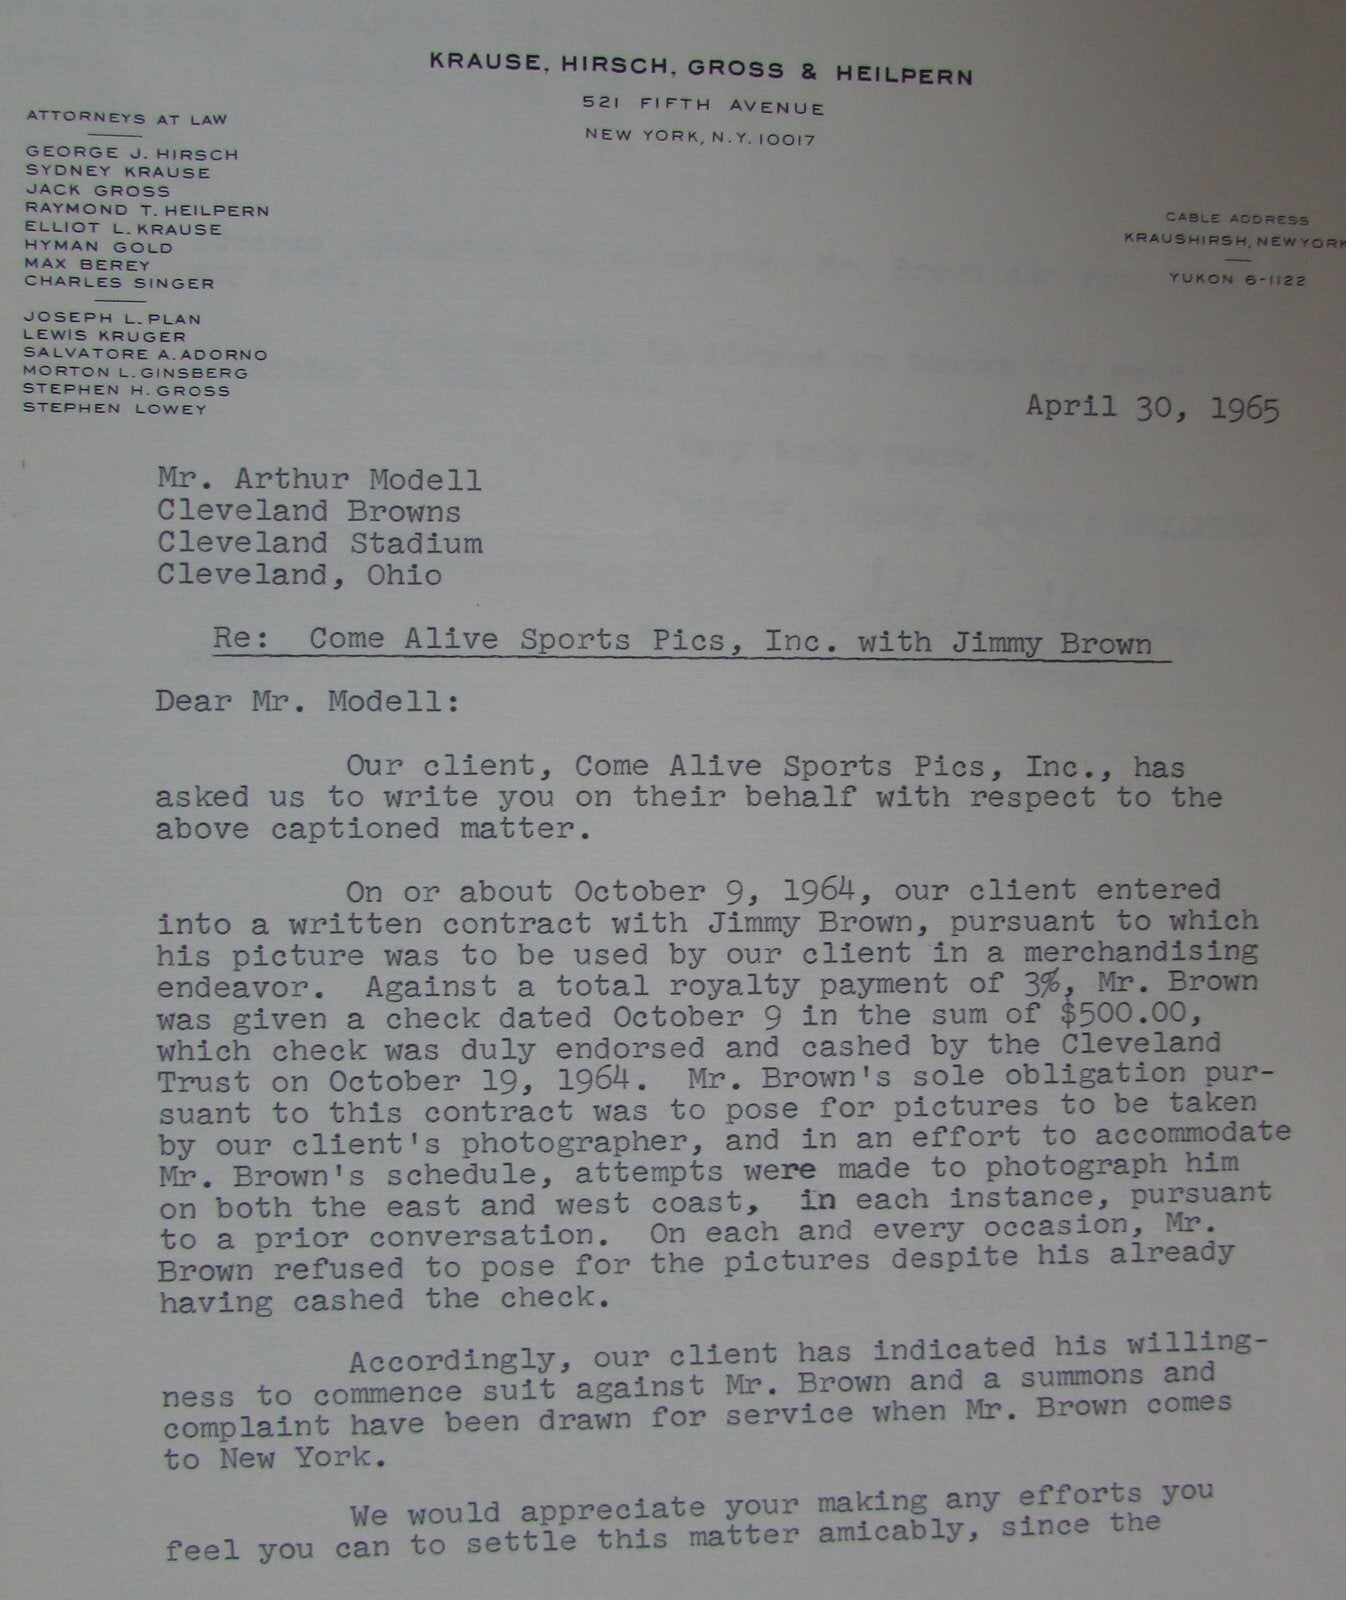 KRAUSE, HIRSCH, GROSS & HEILPERN
521 FIFTH AVENUE
NEW YORK, N.Y. 10017
ATTORNEYS AT LAW
GEORGE J. HIRSCH
SYDNEY KRAUSE
JACK GROSS
RAYMOND T. HEILPERN
ELLIOT L. KRAUSE
HYMAN GOLD
MAX BEREY
CHARLES SINGER
JOSEPH L. PLAN
LEWIS KRUGER
SALVATORE A. ADORNO
MORTON L. GINSBERG
STEPHEN H. GROSS
STEPHEN LOWEY
CABLE ADDRESS
KRAUSHIRSH, NEW YORK
YUKON 6-1122
April 30, 1965
Mr. Arthur Modell
Cleveland Browns
Cleveland Stadium
Cleveland, Ohio
Re: Come Alive Sports Pics, Inc. with Jimmy Brown
Dear Mr. Modell:
Our client, Come Alive Sports Pics, Inc., has
asked us to write you on their behalf with respect to the
above captioned matter.
On or about October 9, 1964, our client entered
into a written contract with Jimmy Brown, pursuant to which
his picture was to be used by our client in a merchandising
endeavor. Against a total royalty payment of 3%, Mr. Brown
was given a check dated October 9 in the sum of $500.00,
which check was duly endorsed and cashed by the Cleveland
Trust on October 19, 1964. Mr. Brown's sole obligation pur-
suant to this contract was to pose for pictures to be taken
by our client's photographer, and in an effort to accommodate
Mr. Brown's schedule, attempts were made to photograph him
on both the east and west coast, in each instance, pursuant
to a prior conversation. On each and every occasion, Mr.
Brown refused to pose for the pictures despite his already
having cashed the check.
Accordingly, our client has indicated his willing-
ness to commence suit against Mr. Brown and a summons and
complaint have been drawn for service when Mr. Brown comes
to New York.
We would appreciate your making any efforts you
feel you can to settle this matter amicably, since the